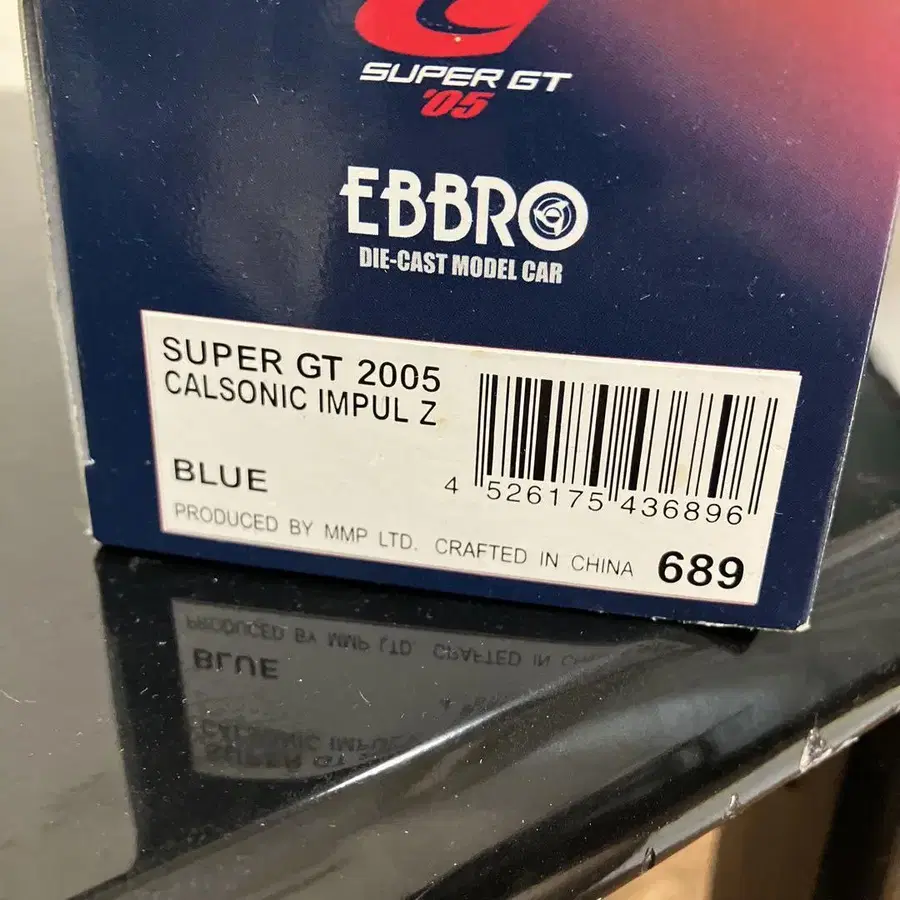 SUPER GT
'05
EBBRO
DIE-CAST MODEL CAR
SUPER GT 2005
CALSONIC IMPUL Z
BLUE
4 526175 436896
PRODUCED BY MMP LTD. CRAFTED IN CHINA 689